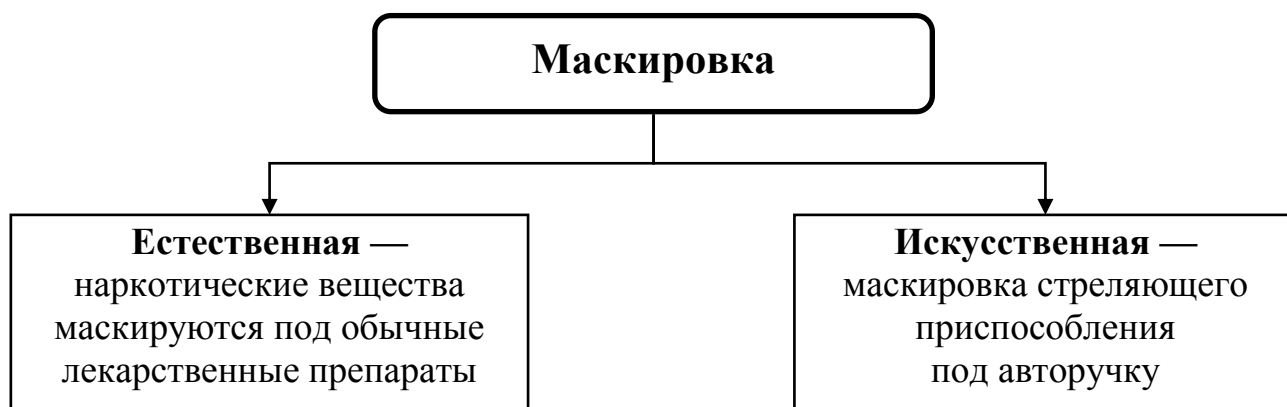 Маскировка
Естественная —
наркотические вещества
маскируются под обычные
лекарственные препараты
Искусственная —
маскировка стреляющего
приспособления
под авторучку